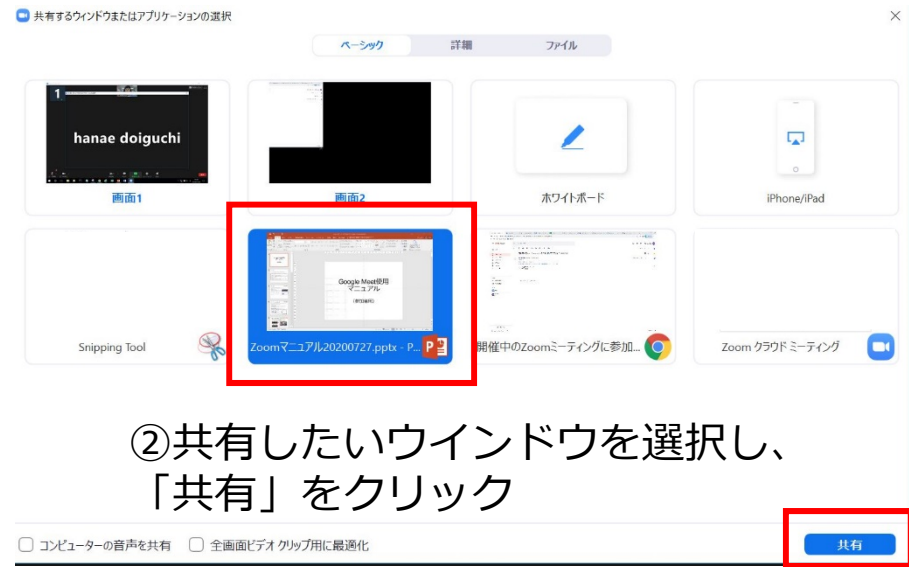 共有するウィンドウまたはアプリケーションの選択
ベーシック 詳細 ファイル
1
hanae doiguchi
画面1
画面2
ホワイトボード
iPhone/iPad
Google Meet使用
マニュアル
(参加者用)
Snipping Tool
Zoomマニュアル20200727.pptx - P...
開催中のZoomミーティングに参加...
Zoom クラウド ミーティング
②共有したいウインドウを選択し、
「共有」をクリック
コンピューターの音声を共有 全画面ビデオ クリップ用に最適化
共有